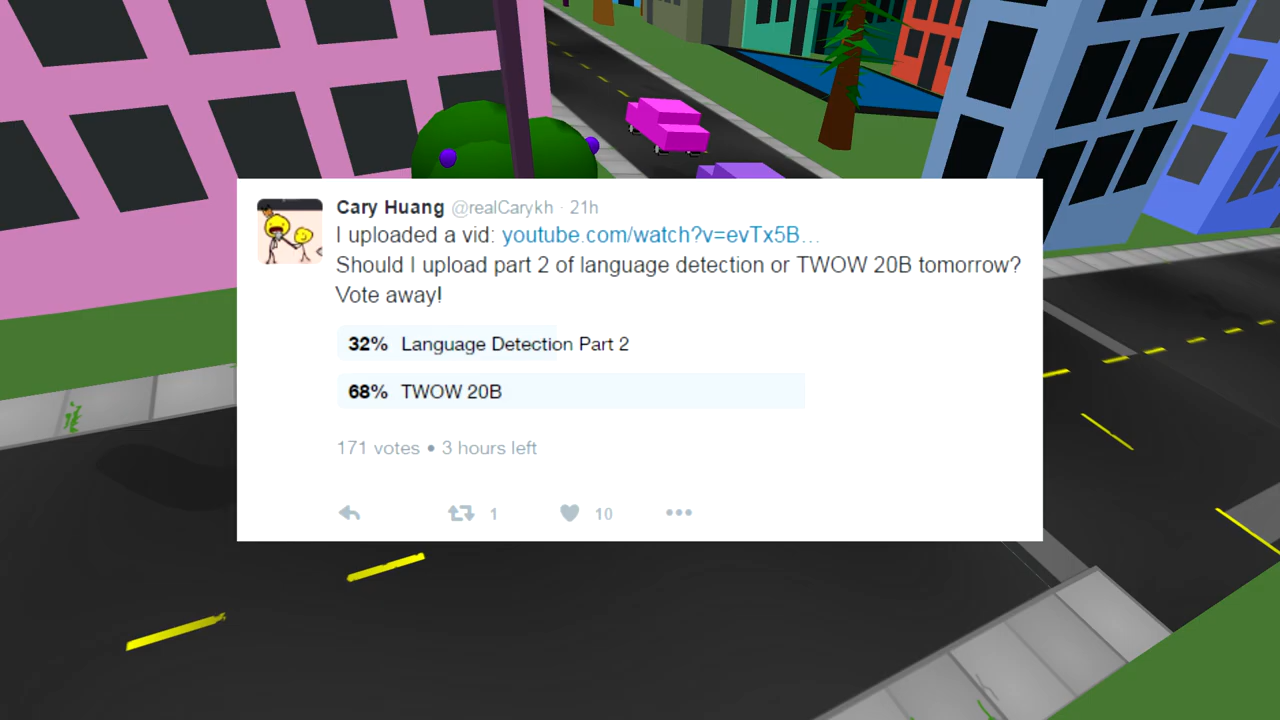 Cary Huang @realCarykh · 21h
I uploaded a vid: youtube.com/watch?v=evTx5B...
Should I upload part 2 of language detection or TWOW 20B tomorrow?
Vote away!
32% Language Detection Part 2
68% TWOW 20B
171 votes • 3 hours left
1 10